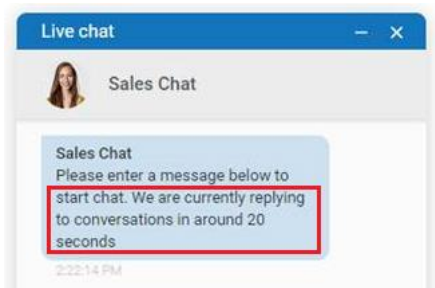 Live chat
Sales Chat
Sales Chat
Please enter a message below to
start chat. We are currently replying
to conversations in around 20
seconds
2:22:14 PM